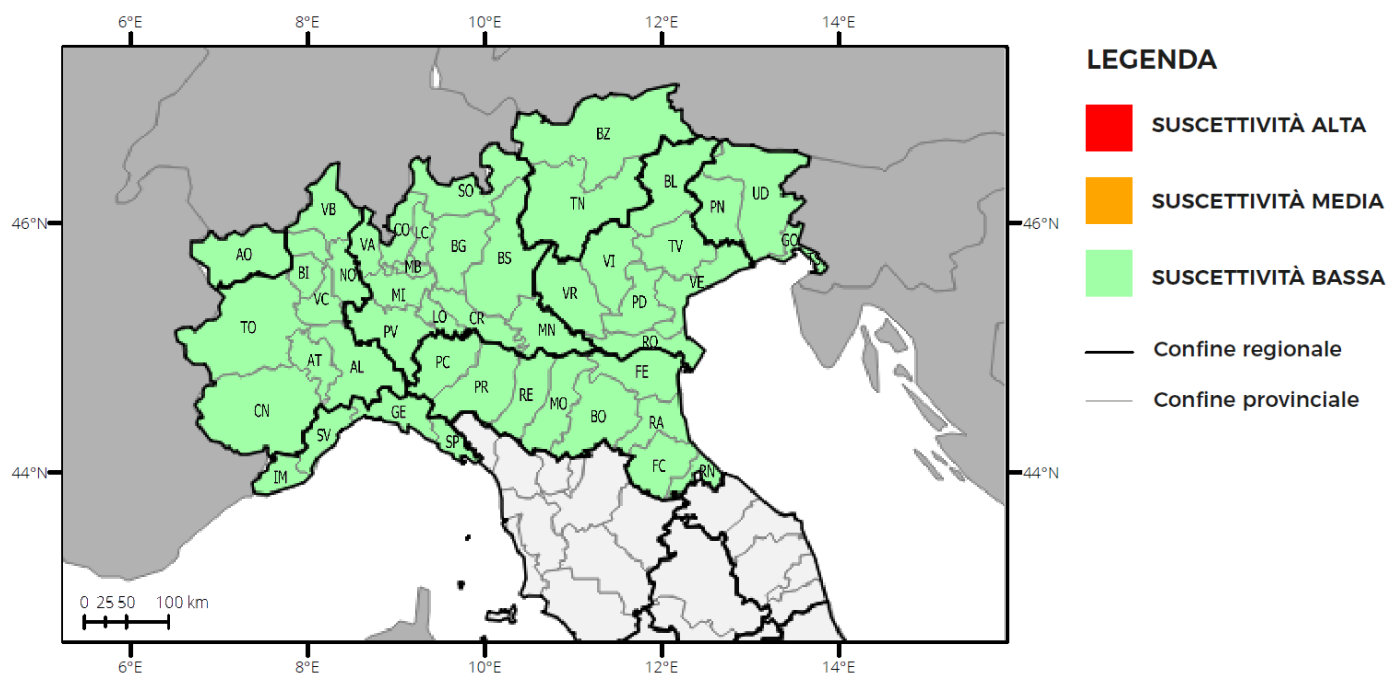 6°E 8°E 10°E 12°E 14°E
LEGENDA
SUSCETTIVITÀ ALTA
SUSCETTIVITÀ MEDIA
SUSCETTIVITÀ BASSA
Confine regionale
Confine provinciale
BZ
SO TN BL PN UD
VB
46°N 46°N
AO VA CO LC BG BS VI TV GO
BI NO MB
VC MI VR PD VE
TO PV LO CR MN RO
AT AL PC PR RE MO FE
CN SV GE SP BO RA
44°N IM FC RN 44°N
0 25 50 100 km
6°E 8°E 10°E 12°E 14°E